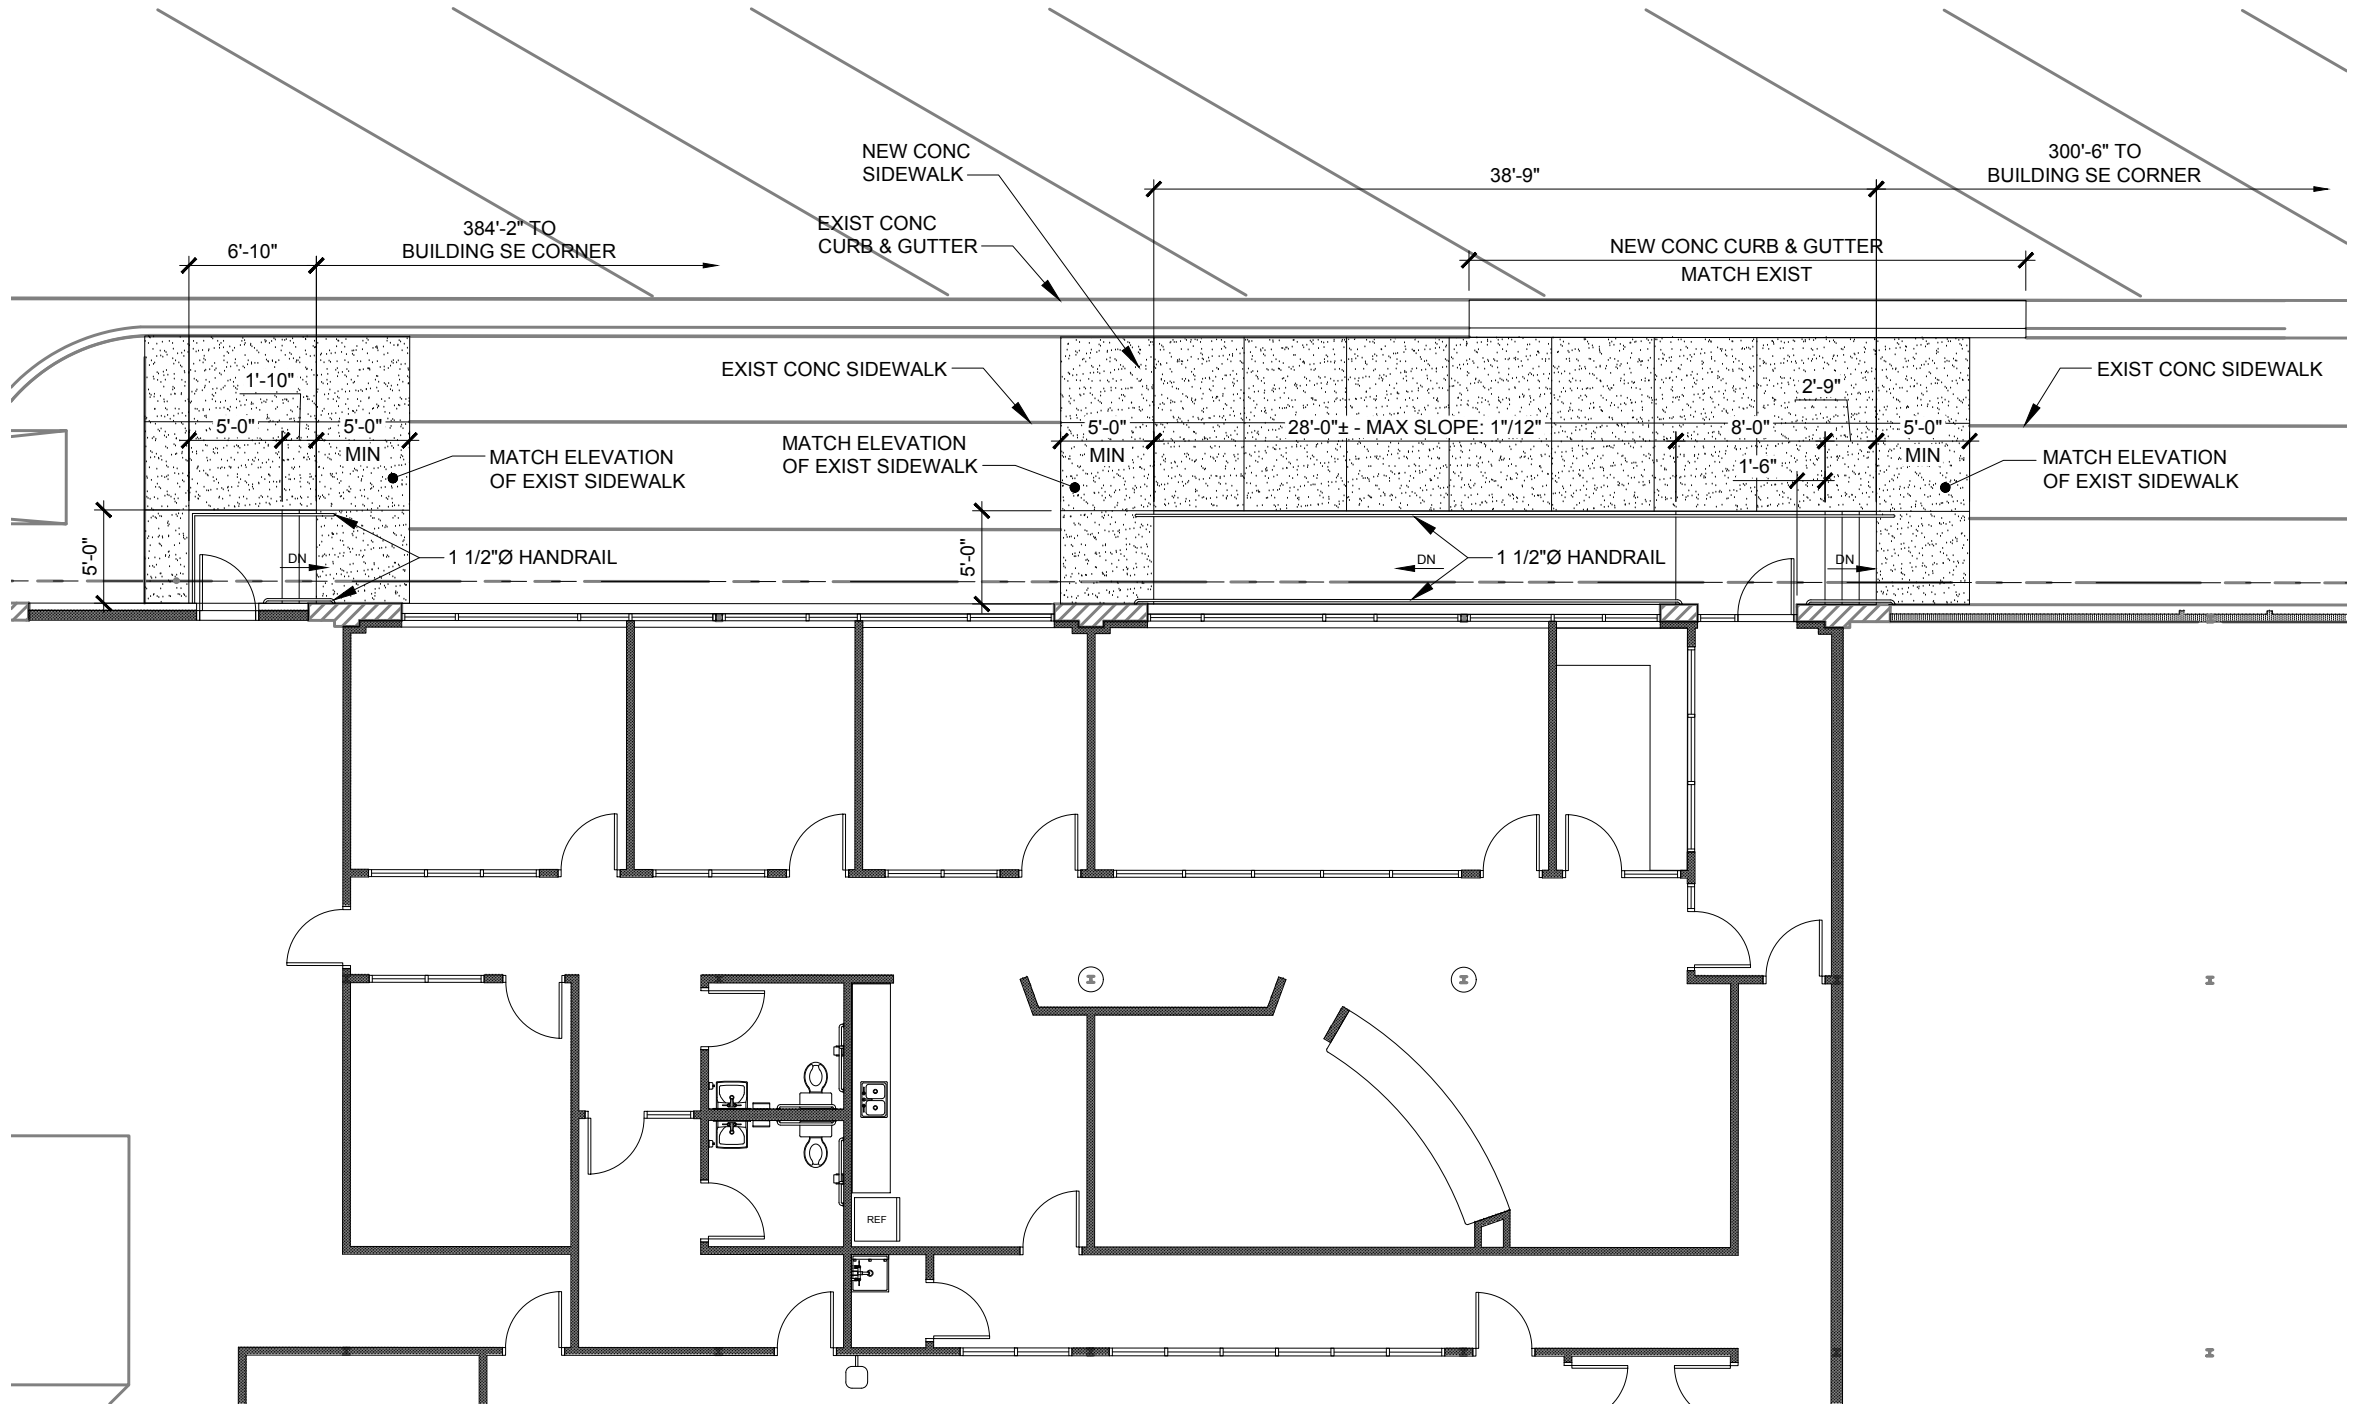 NEW CONC
SIDEWALK
38'-9"
300'-6" TO
BUILDING SE CORNER
EXIST CONC
CURB & GUTTER
384'-2" TO
BUILDING SE CORNER
6'-10"
NEW CONC CURB & GUTTER
MATCH EXIST
EXIST CONC SIDEWALK
EXIST CONC SIDEWALK
1'-10"
2'-9"
5'-0"
5'-0"
MIN
MATCH ELEVATION
OF EXIST SIDEWALK
MATCH ELEVATION
OF EXIST SIDEWALK
5'-0"
MIN
28'-0"± - MAX SLOPE: 1"/12"
8'-0"
1'-6"
5'-0"
MIN
MATCH ELEVATION
OF EXIST SIDEWALK
5'-0"
DN
1 1/2"Ø HANDRAIL
5'-0"
DN
1 1/2"Ø HANDRAIL
DN
REF